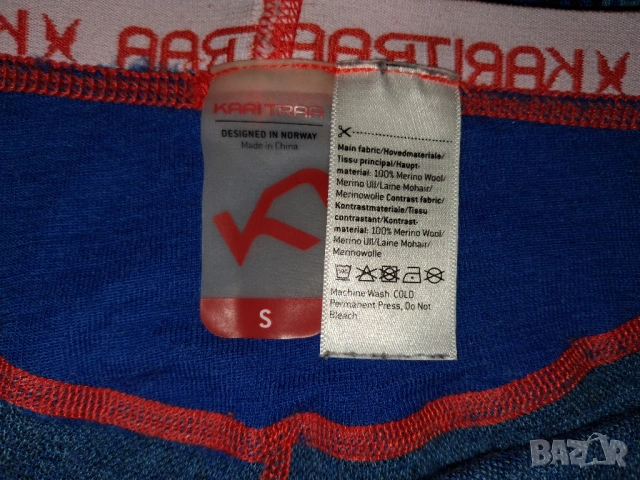 KARITRAA
KARITRAA
KARITRAA
DESIGNED IN NORWAY
Made in China
S
Main fabric/Hovedmateriale/
Tissu principal/Haupt-
material: 100% Merino Wool/
Merino Ull/Laine Mohair/
Merinowolle Contrast fabric/
Kontrastmateriale/Tissu
contrastant/Kontrast-
material: 100% Merino Wool/
Merino Ull/Laine Mohair/
Merinowolle
Machine Wash COLD
Permanent Press, Do Not
Bleach.
BAZAR